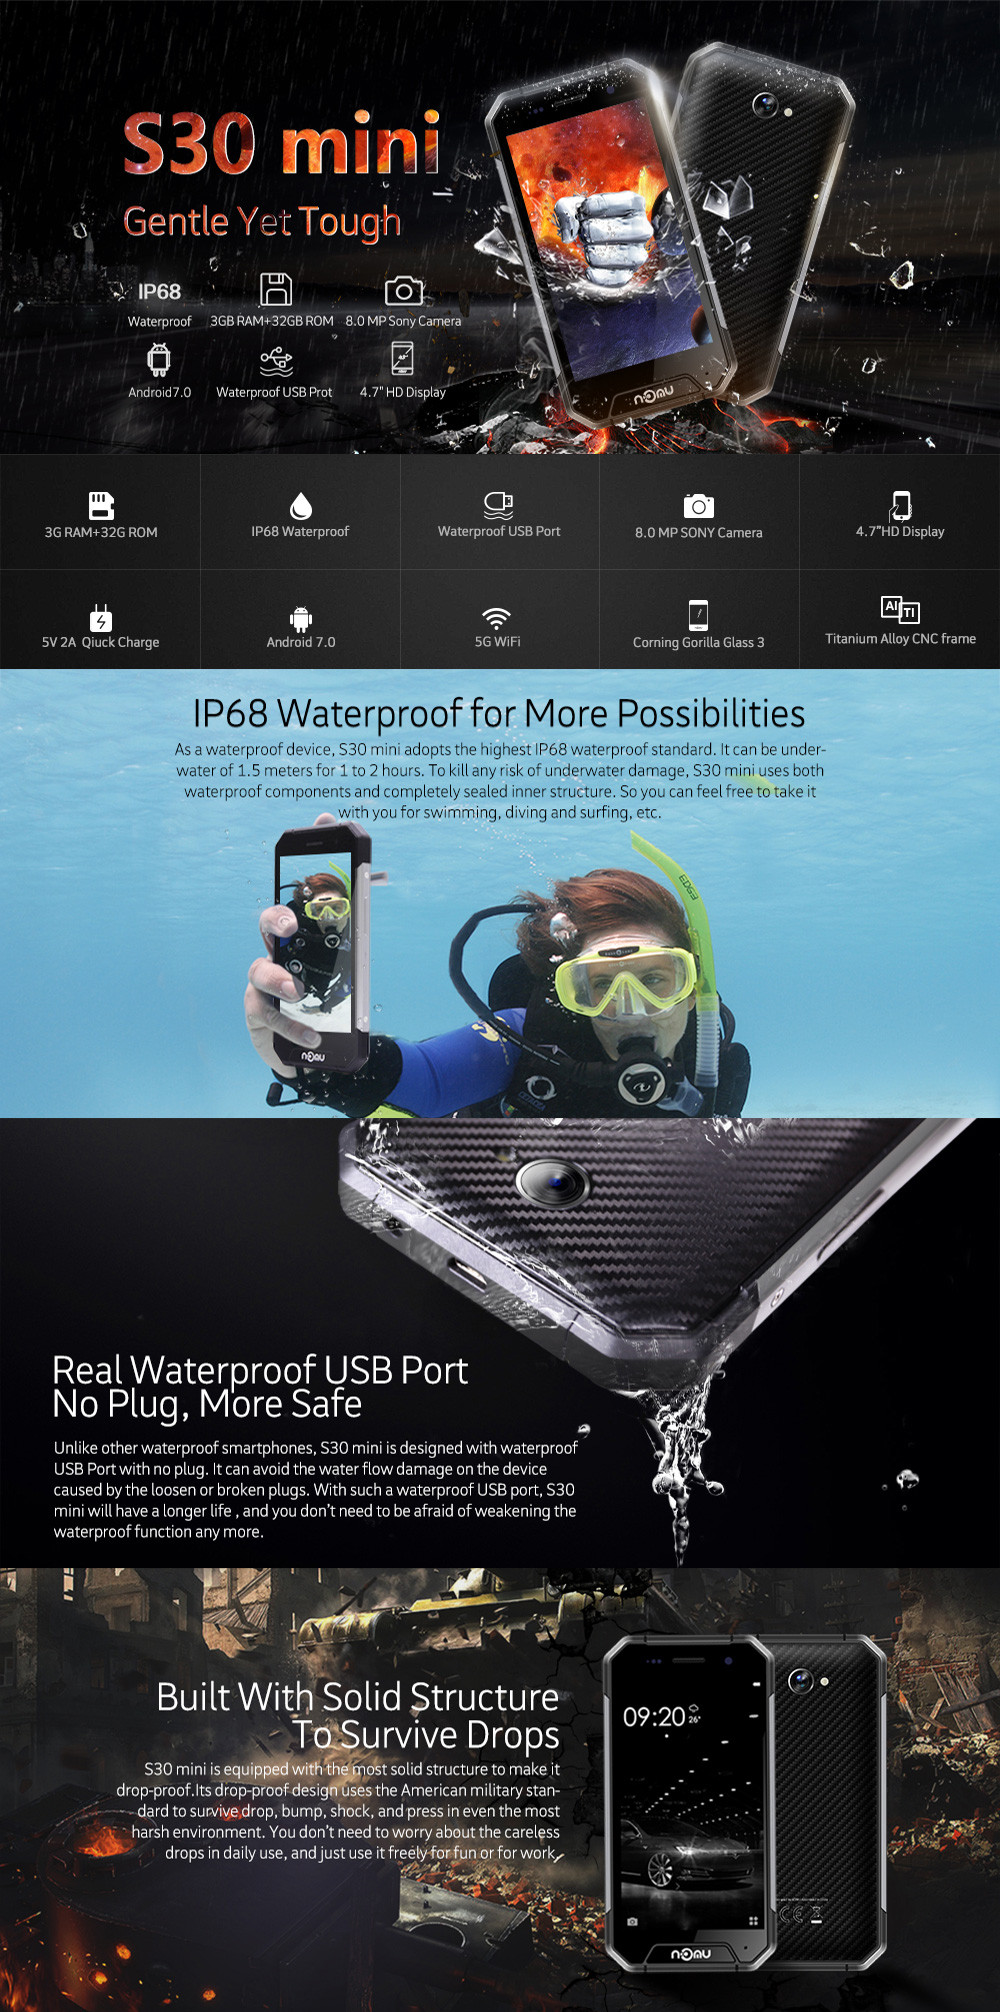 S30 mini
Gentle Yet Tough
IP68
Waterproof
3GB RAM+32GB ROM
8.0 MP Sony Camera
Android7.0
Waterproof USB Prot
4.7" HD Display
nomu
3G RAM+32G ROM
IP68 Waterproof
Waterproof USB Port
8.0 MP SONY Camera
4.7”HD Display
5V 2A Qiuck Charge
Android 7.0
5G WiFi
Corning Gorilla Glass 3
Al TI
Titanium Alloy CNC frame
IP68 Waterproof for More Possibilities
As a waterproof device, S30 mini adopts the highest IP68 waterproof standard. It can be under-
water of 1.5 meters for 1 to 2 hours. To kill any risk of underwater damage, S30 mini uses both
waterproof components and completely sealed inner structure. So you can feel free to take it
with you for swimming, diving and surfing, etc.
nomu
Real Waterproof USB Port
No Plug, More Safe
Unlike other waterproof smartphones, S30 mini is designed with waterproof
USB Port with no plug. It can avoid the water flow damage on the device
caused by the loosen or broken plugs. With such a waterproof USB port, S30
mini will have a longer life , and you don't need to be afraid of weakening the
waterproof function any more.
Built With Solid Structure
To Survive Drops
S30 mini is equipped with the most solid structure to make it
drop-proof.Its drop-proof design uses the American military stan-
dard to survive drop, bump, shock, and press in even the most
harsh environment. You don't need to worry about the careless
drops in daily use, and just use it freely for fun or for work.
09:20
26°
CE
nomu